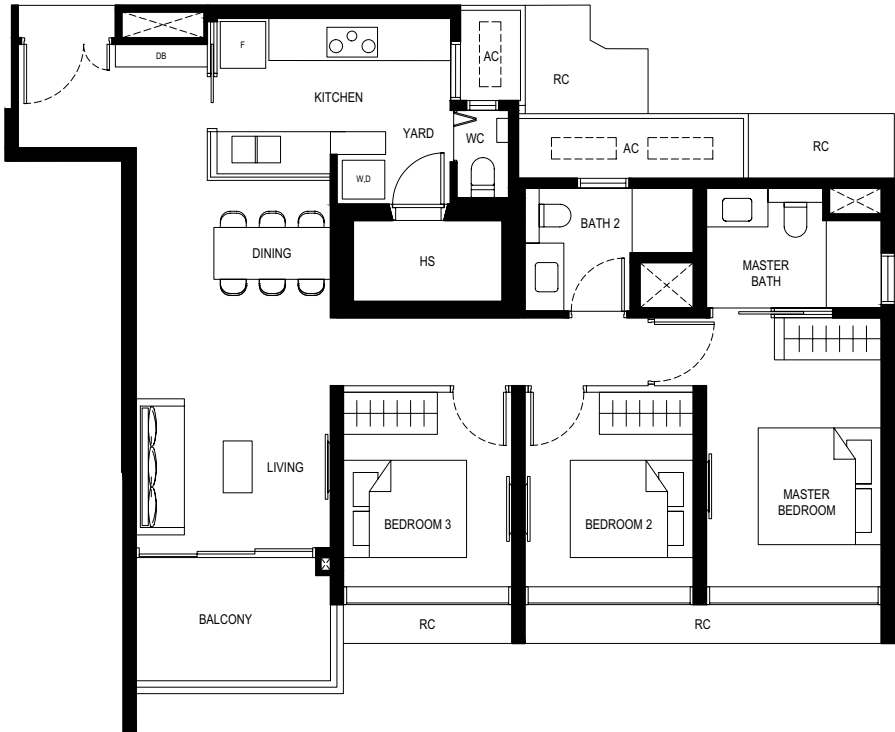 DB
F
KITCHEN
AC
RC
YARD
WC
AC
RC
W,D
DINING
HS
BATH 2
MASTER
BATH
LIVING
BEDROOM 3
BEDROOM 2
MASTER
BEDROOM
BALCONY
RC
RC